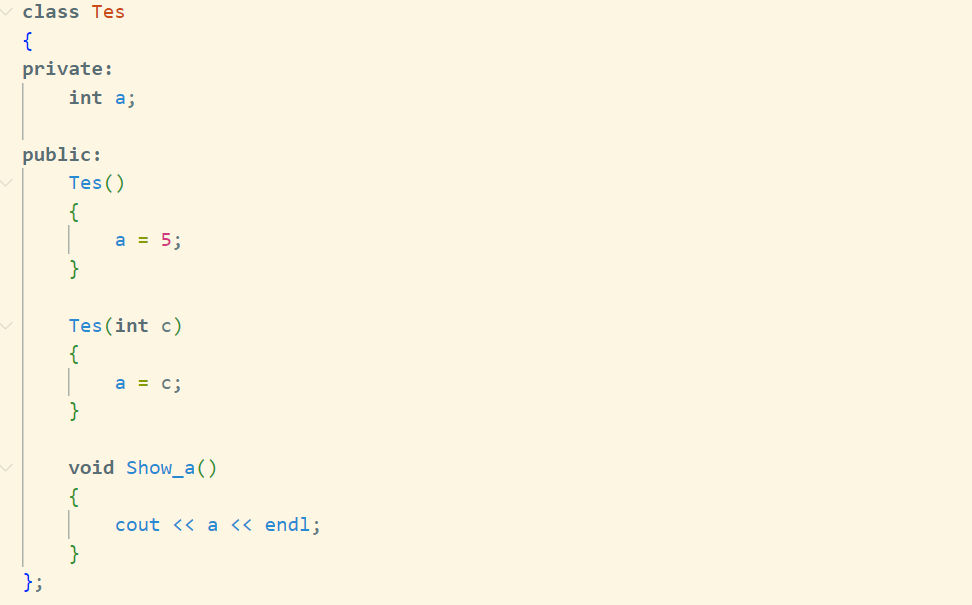 class Tes
{
private:
    int a;

public:
    Tes()
    {
        a = 5;
    }

    Tes(int c)
    {
        a = c;
    }

    void Show_a()
    {
        cout << a << endl;
    }
};